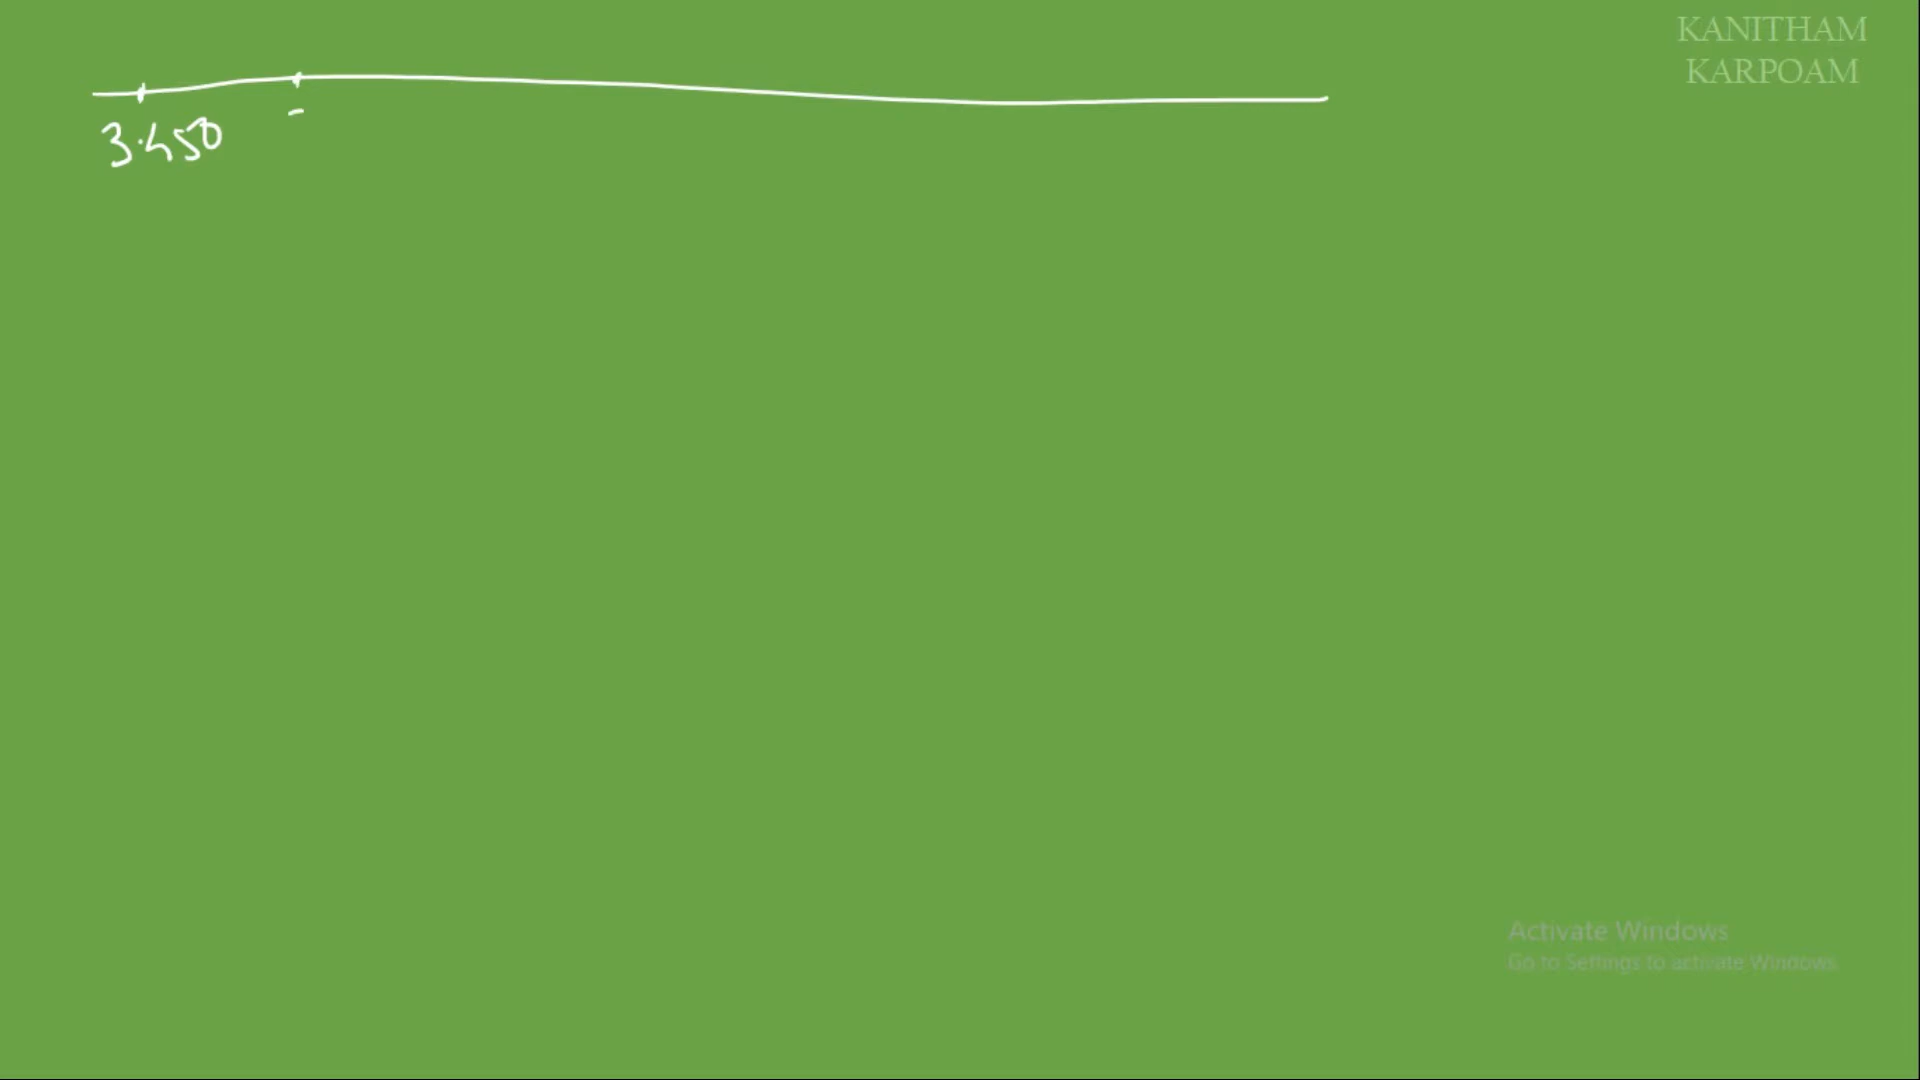 KANITHAM
KARPOAM
3.450
Activate Windows
Go to Settings to activate Windows.